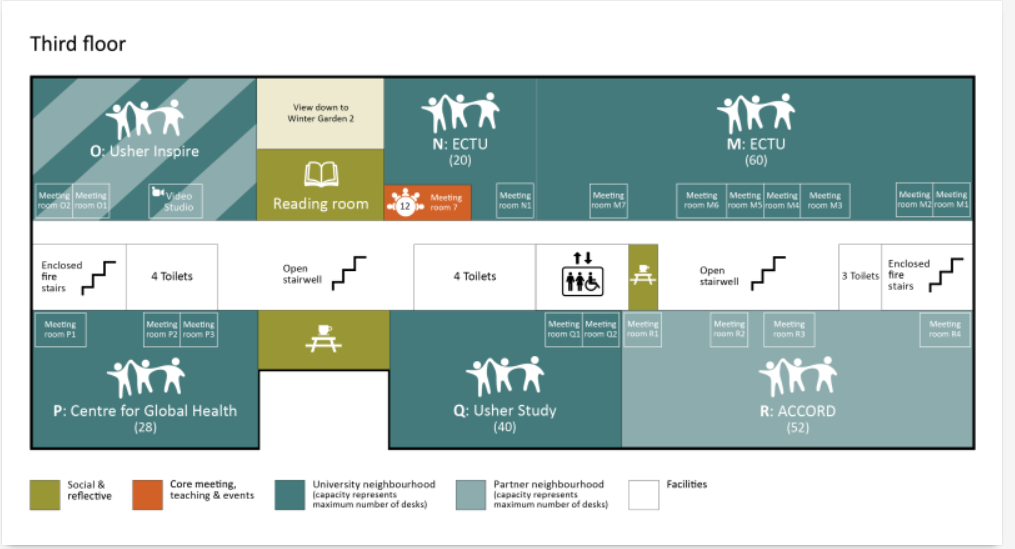 Third floor
View down to
Winter Garden 2
O: Usher Inspire
N: ECTU
(20)
M: ECTU
(60)
Meeting
room O2
Meeting
room O1
Video
Studio
Reading room
12
Meeting
room 7
Meeting
room N1
Meeting
room M7
Meeting
room M6
Meeting
room M5
Meeting
room M4
Meeting
room M3
Meeting
room M2
Meeting
room M1
Enclosed
fire
stairs
4 Toilets
Open
stairwell
4 Toilets
Open
stairwell
3 Toilets
Enclosed
fire
stairs
Meeting
room P1
Meeting
room P2
Meeting
room P3
Meeting
room Q1
Meeting
room Q2
Meeting
room R1
Meeting
room R2
Meeting
room R3
Meeting
room R4
P: Centre for Global Health
(28)
Q: Usher Study
(40)
R: ACCORD
(52)
Social &
reflective
Core meeting,
teaching & events
University neighbourhood
(capacity represents
maximum number of desks)
Partner neighbourhood
(capacity represents
maximum number of desks)
Facilities